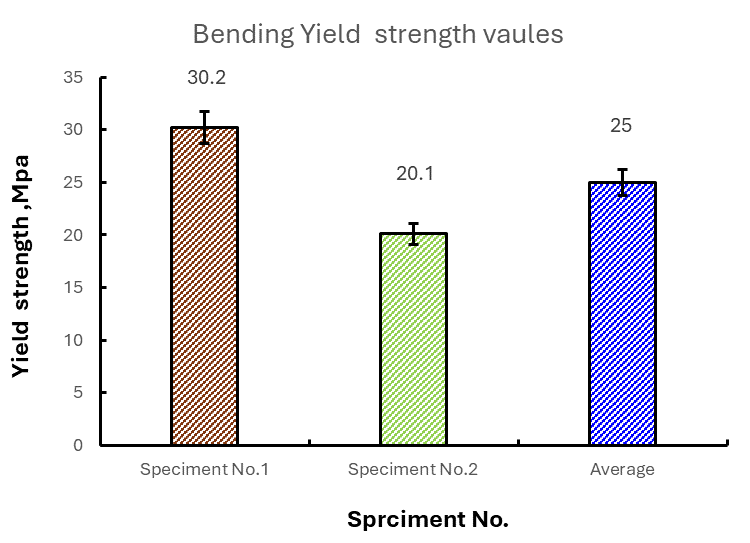 Bending Yield  strength vaules
35
30
25
20
15
10
5
0
Yield  strength ,Mpa
30.2
20.1
25
Speciment No.1
Speciment No.2
Average
Sprciment No.